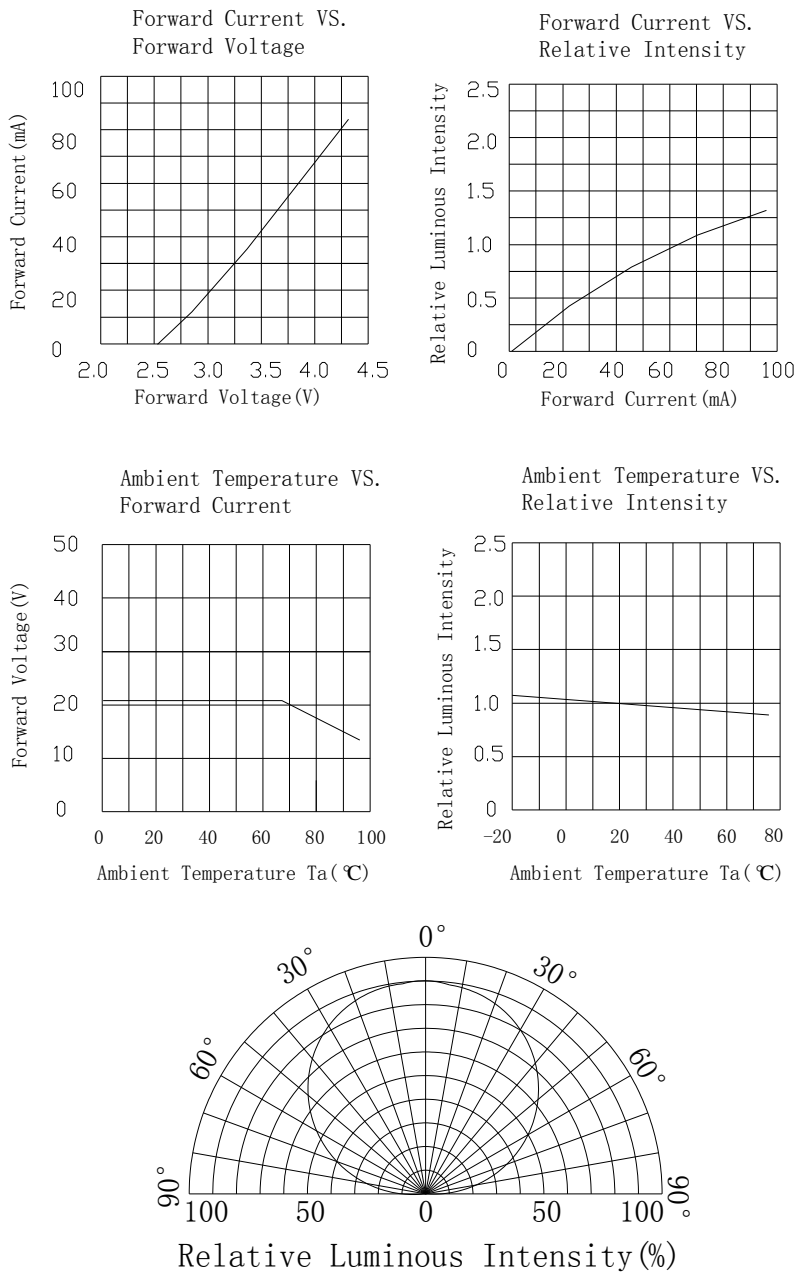 Forward Current VS.
Forward Voltage
Forward Current(mA)
100
80
60
40
20
0
2.0 2.5 3.0 3.5 4.0 4.5
Forward Voltage(V)
Forward Current VS.
Relative Intensity
Relative Luminous Intensity
2.5
2.0
1.5
1.0
0.5
0
0 20 40 60 80 100
Forward Current(mA)
Ambient Temperature VS.
Forward Current
Forward Voltage(V)
50
40
30
20
10
0
0 20 40 60 80 100
Ambient Temperature Ta(℃)
Ambient Temperature VS.
Relative Intensity
Relative Luminous Intensity
2.5
2.0
1.5
1.0
0.5
0
-20 0 20 40 60 80
Ambient Temperature Ta(℃)
0°
30° 30°
60° 60°
90° 90°
100 50 0 50 100
Relative Luminous Intensity(%)